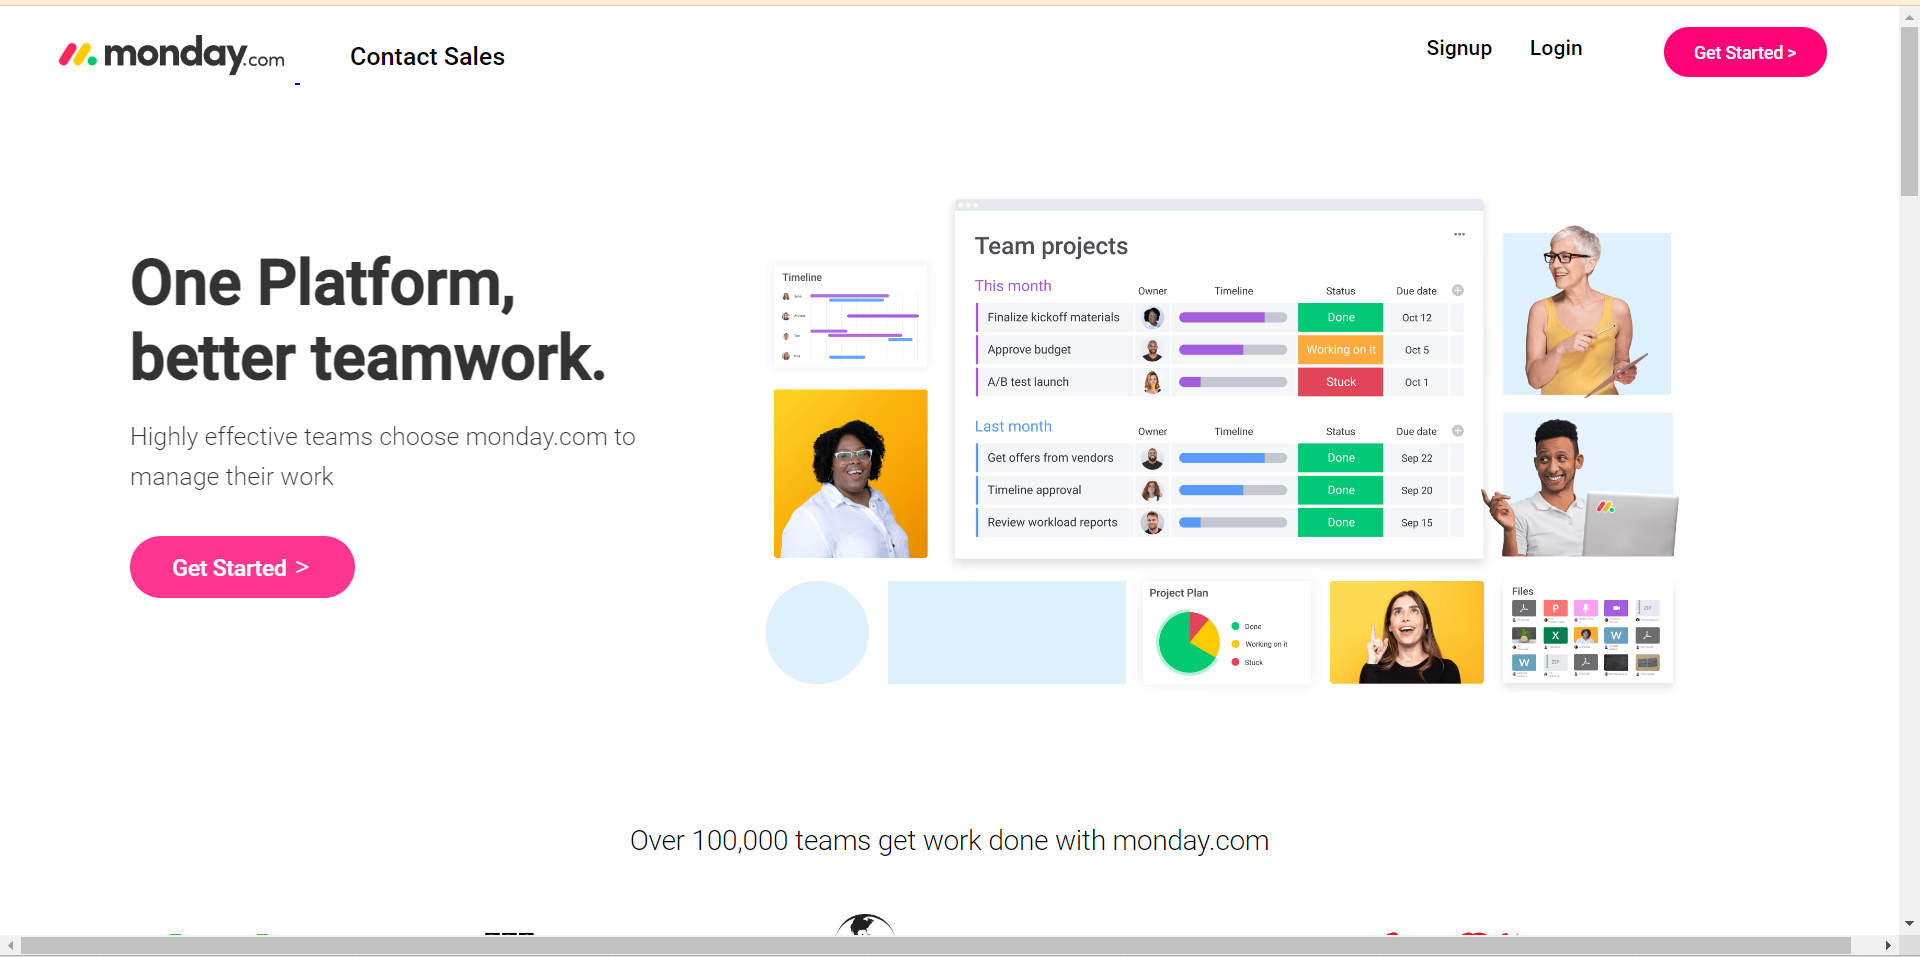 monday.com
Contact Sales
Signup
Login
Get Started >
One Platform,
better teamwork.
Highly effective teams choose monday.com to
manage their work
Get Started >
Timeline
Team projects
This month
Owner Timeline Status Due date
Finalize kickoff materials Done Oct 12
Approve budget Working on it Oct 5
A/B test launch Stuck Oct 1
Last month
Owner Timeline Status Due date
Get offers from vendors Done Sep 22
Timeline approval Done Sep 20
Review workload reports Done Sep 15
Project Plan
Done
Working on it
Stuck
Files
P
ZIP
X
W
W
ZIP
Over 100,000 teams get work done with monday.com